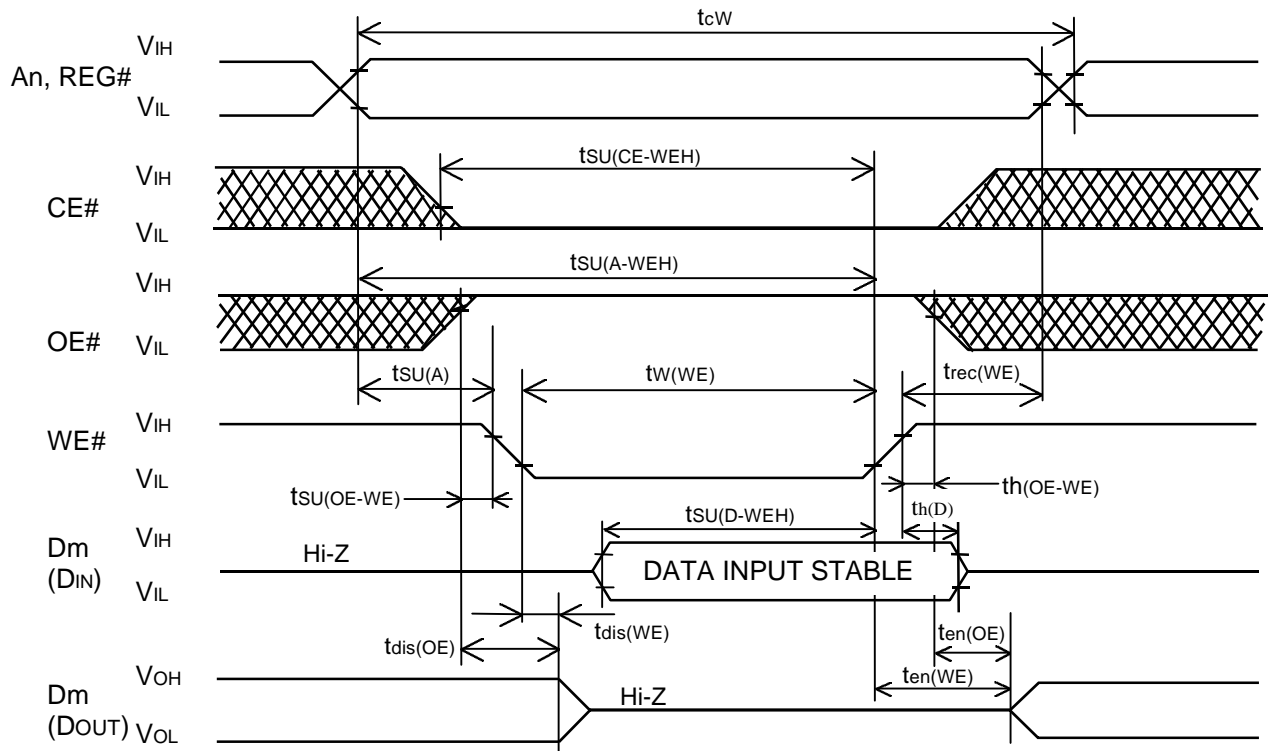 tcW
VIH
An, REG#
VIL
tSU(CE-WEH)
VIH
CE#
VIL
tSU(A-WEH)
VIH
OE#
VIL
tSU(A)
tW(WE)
trec(WE)
VIH
WE#
VIL
tSU(OE-WE)
th(OE-WE)
tSU(D-WEH)
th(D)
VIH
Dm
(DIN)
Hi-Z
DATA INPUT STABLE
VIL
tdis(WE)
tdis(OE)
ten(OE)
ten(WE)
VOH
Dm
(DOUT)
Hi-Z
VOL